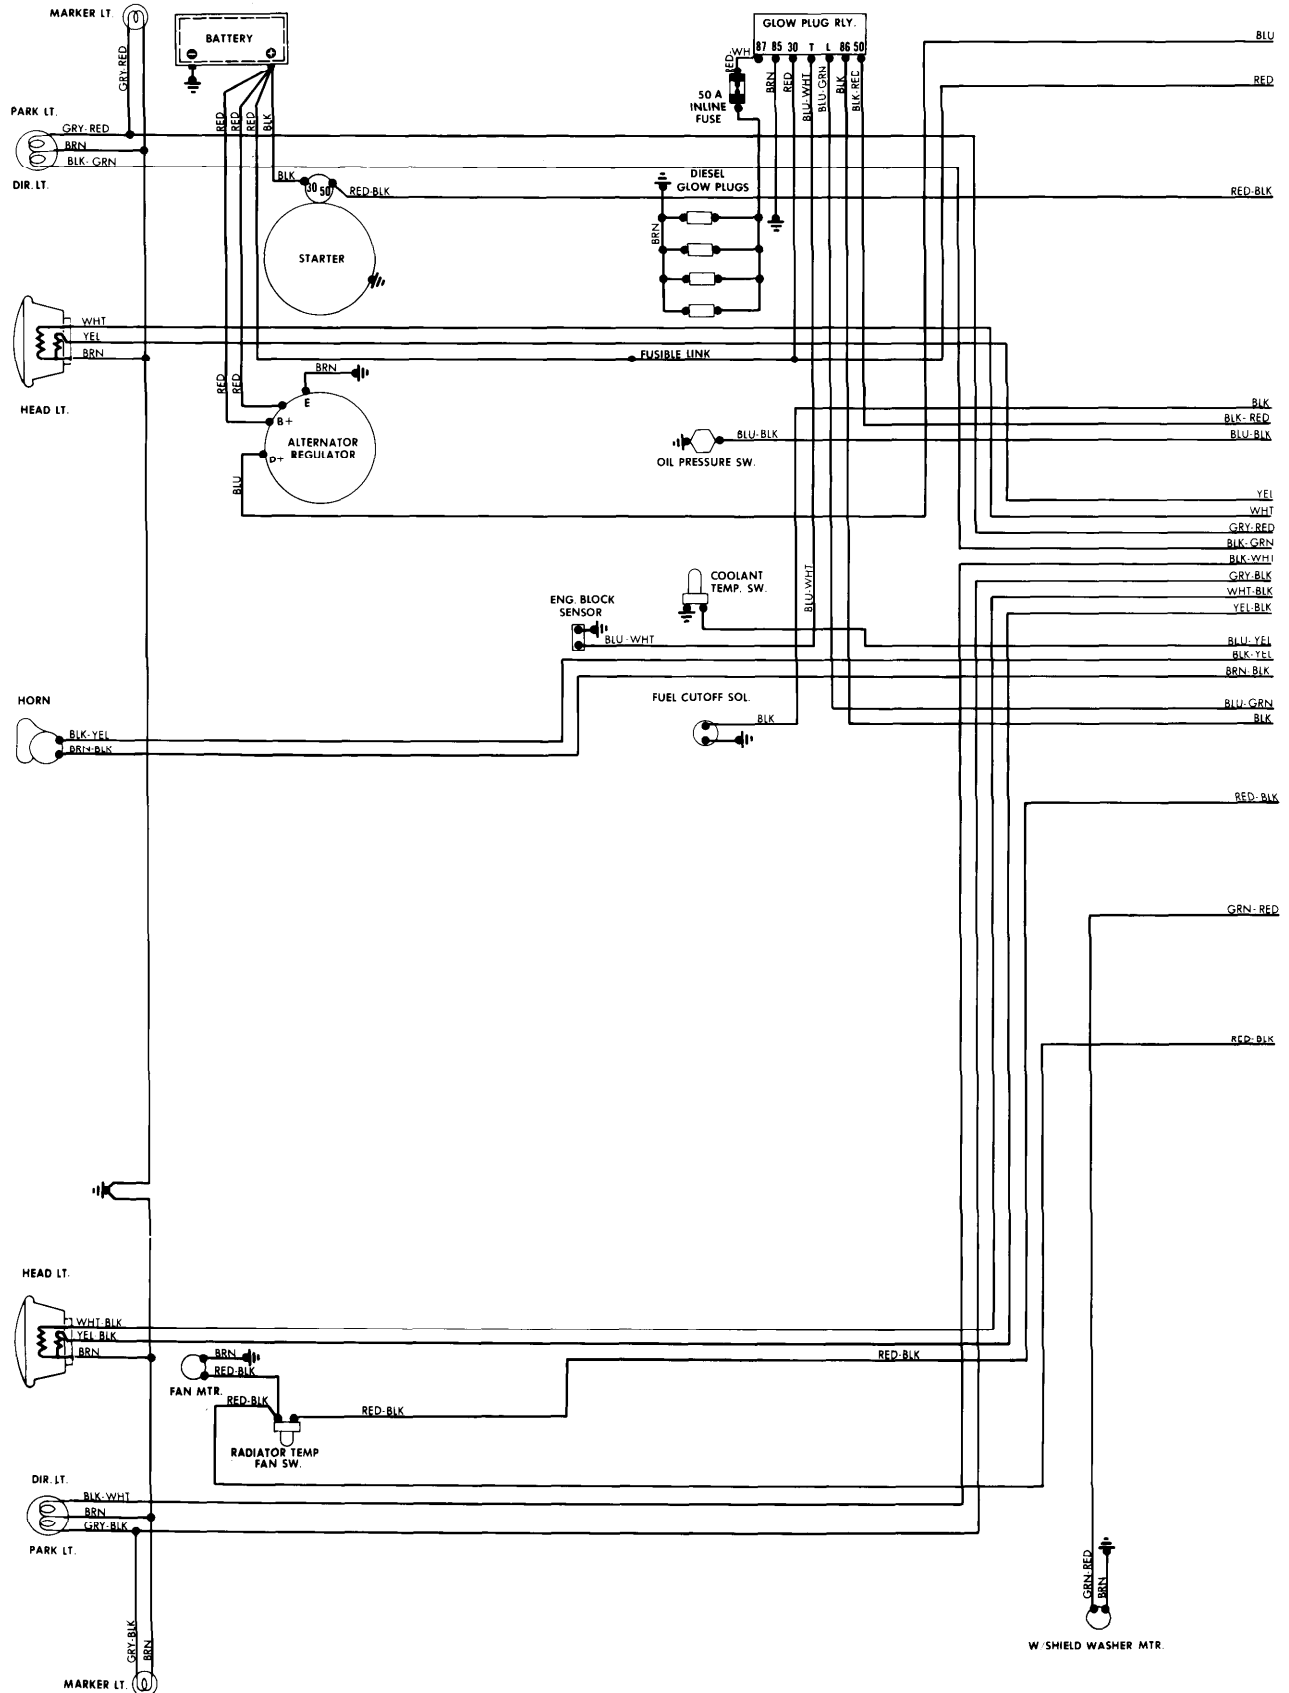 MARKER LT.
GRY-RED
BATTERY
GLOW PLUG RLY.
87 85 30 T L 86 50
BLU
RED
BRN
RED
BLU-WHT
BLU-GRN
BLK
BLK-RED
50 A
INLINE
FUSE
PARK LT.
GRY-RED
BRN
BLK-GRN
DIR. LT.
RED
RED
RED
BLK
BLK
30 50
RED-BLK
RED-BLK
DIESEL
GLOW PLUGS
BRN
STARTER
WHT
YEL
BRN
HEAD LT.
FUSIBLE LINK
RED
RED
BRN
E
B+
D+
ALTERNATOR
REGULATOR
BLU
BLU-BLK
OIL PRESSURE SW.
BLK
BLK-RED
BLU-BLK
YEL
WHT
GRY-RED
BLK-GRN
BLK-WHT
GRY-BLK
WHT-BLK
YEL-BLK
BLU-YEL
BLK-YEL
BRN-BLK
BLU-GRN
BLK
COOLANT
TEMP. SW.
BLU-WHT
ENG. BLOCK
SENSOR
BLU-WHT
FUEL CUTOFF SOL.
BLK
HORN
BLK-YEL
BRN-BLK
RED-BLK
GRN-RED
RED-BLK
HEAD LT.
WHT-BLK
YEL-BLK
BRN
BRN
RED-BLK
FAN MTR.
RED-BLK
RED-BLK
RED-BLK
RADIATOR TEMP
FAN SW.
DIR. LT.
BLK-WHT
BRN
GRY-BLK
PARK LT.
GRY-BLK
BRN
MARKER LT.
GRN-RED
BRN
W/SHIELD WASHER MTR.